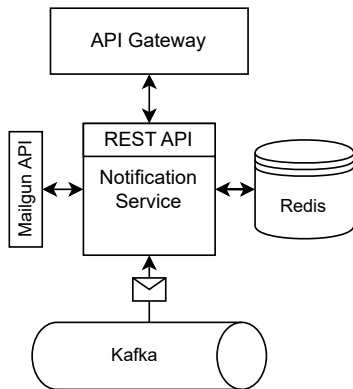 API Gateway
REST API
Mailgun API
Notification
Service
Redis
Kafka